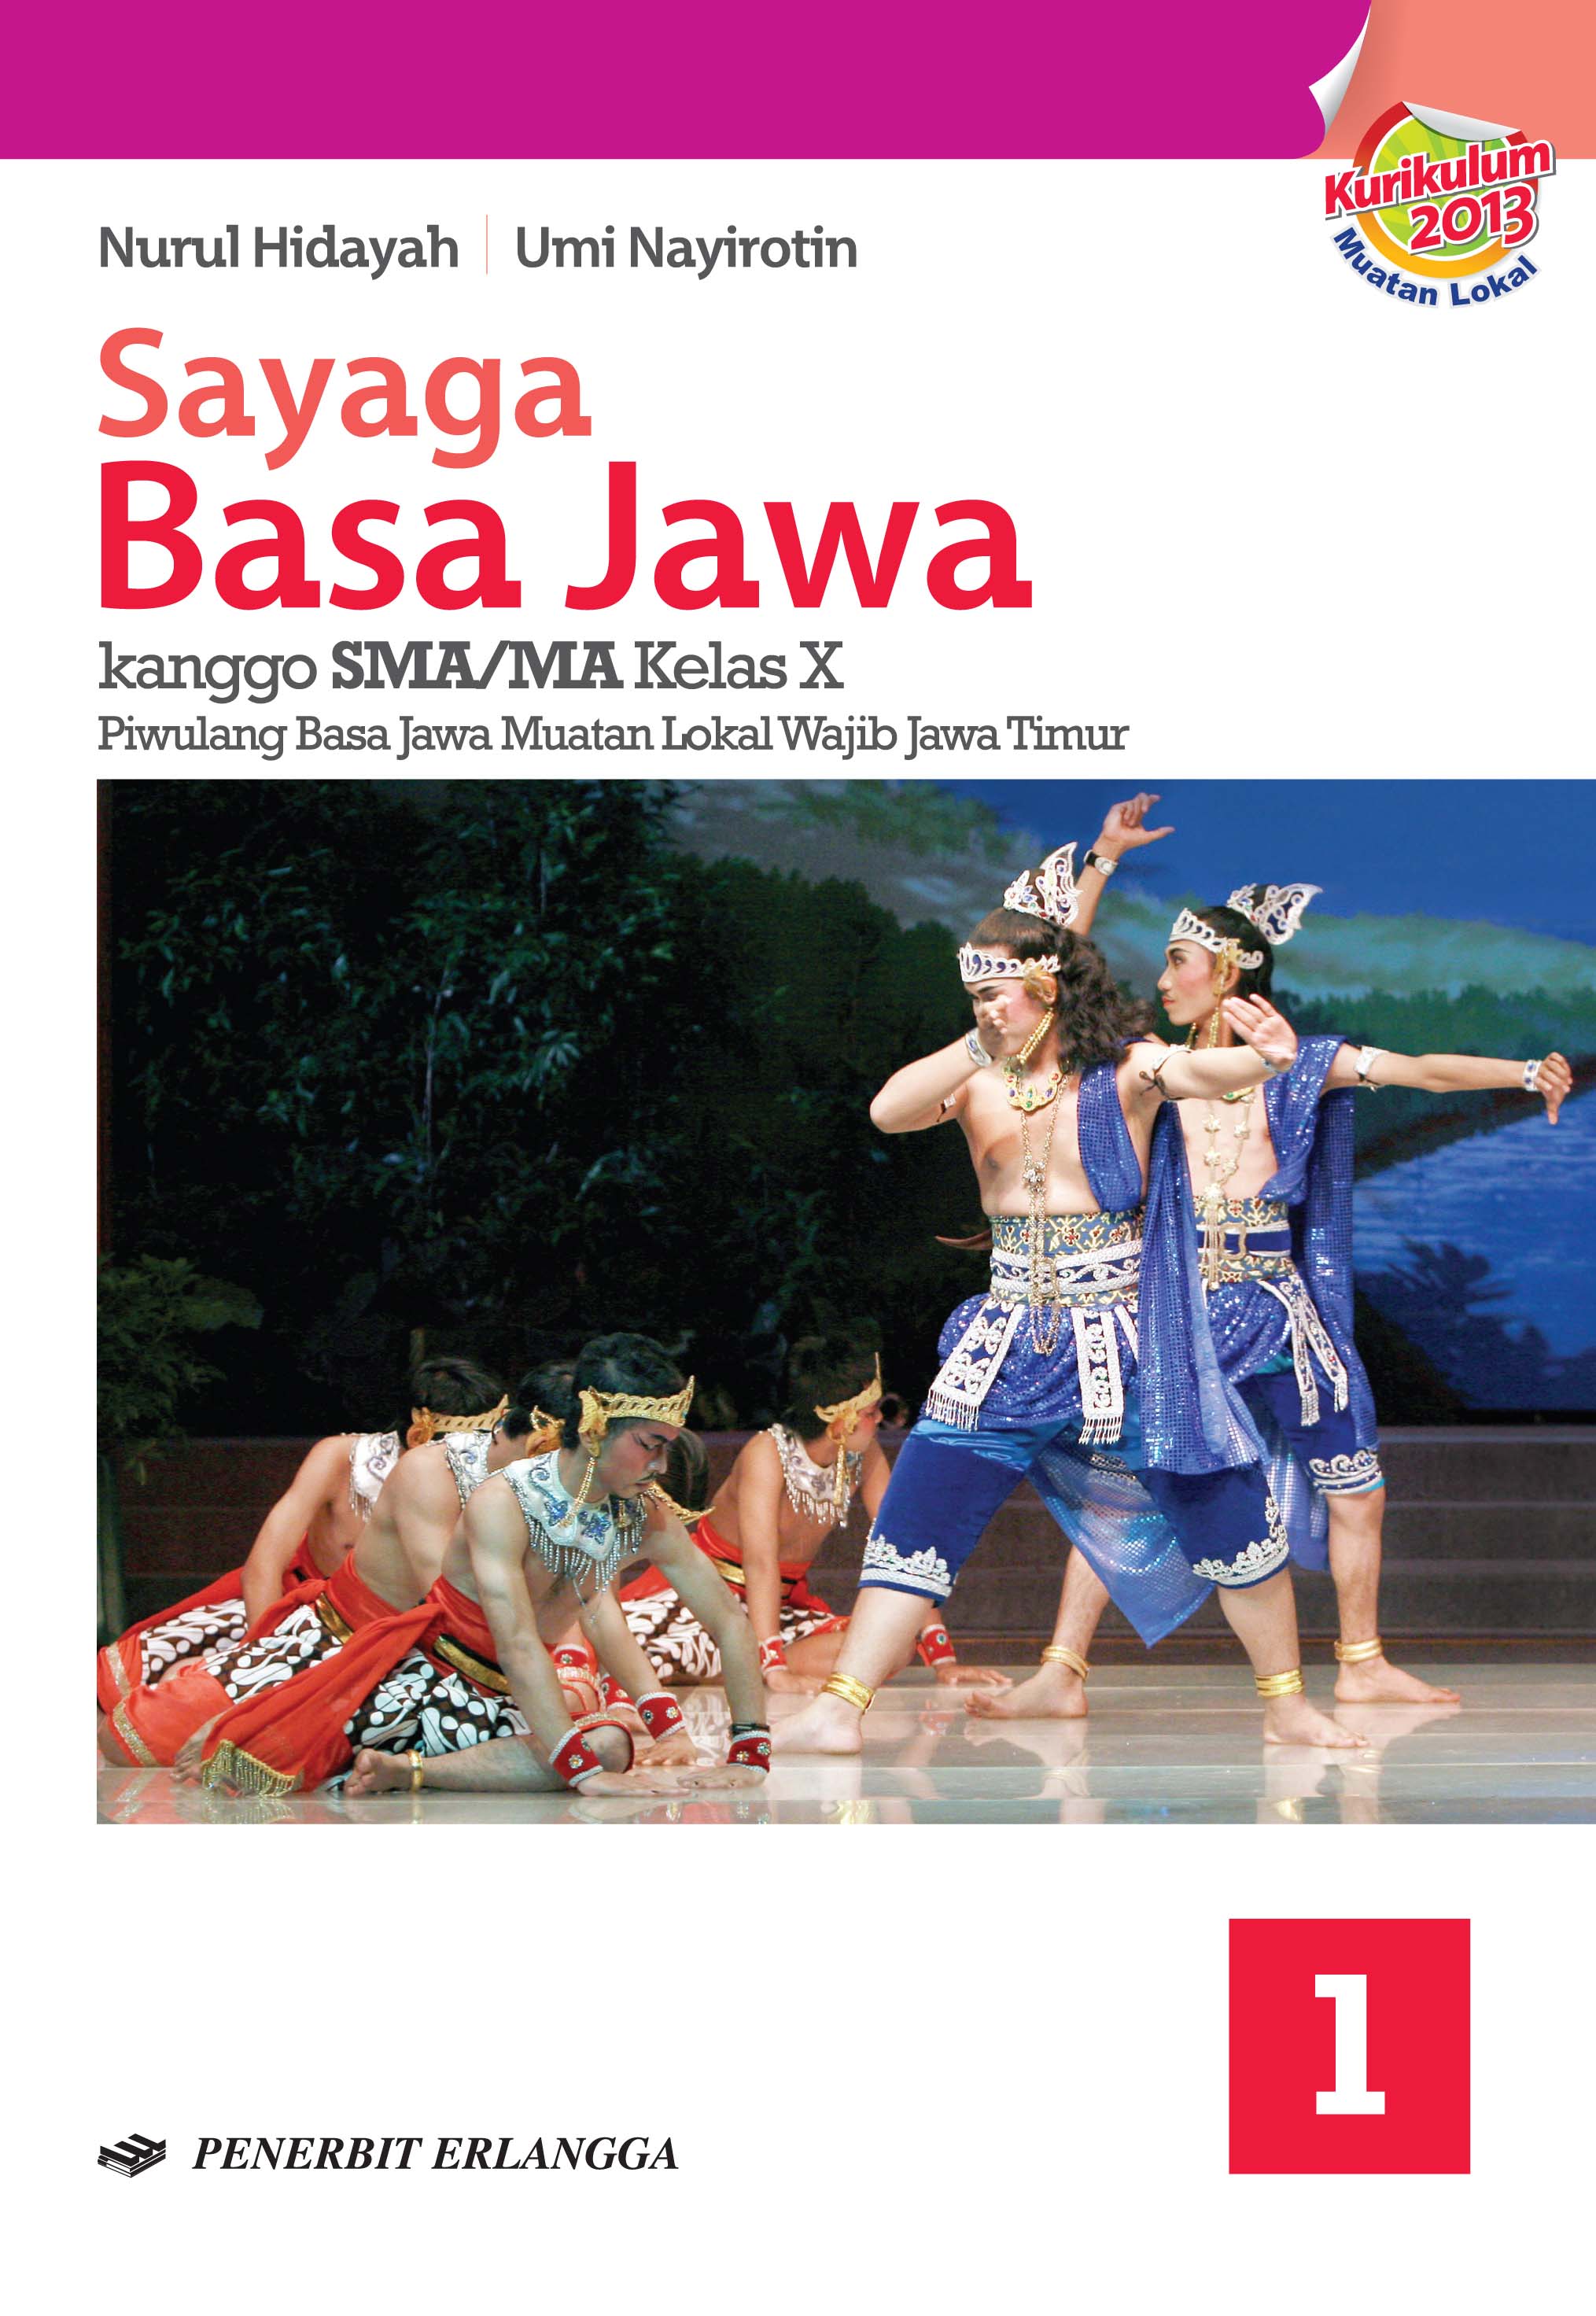 Kurikulum
2013
Muatan Lokal
Nurul Hidayah | Umi Nayirotin
Sayaga
Basa Jawa
kanggo SMA/MA Kelas X
Piwulang Basa Jawa Muatan Lokal Wajib Jawa Timur
1
PENERBIT ERLANGGA